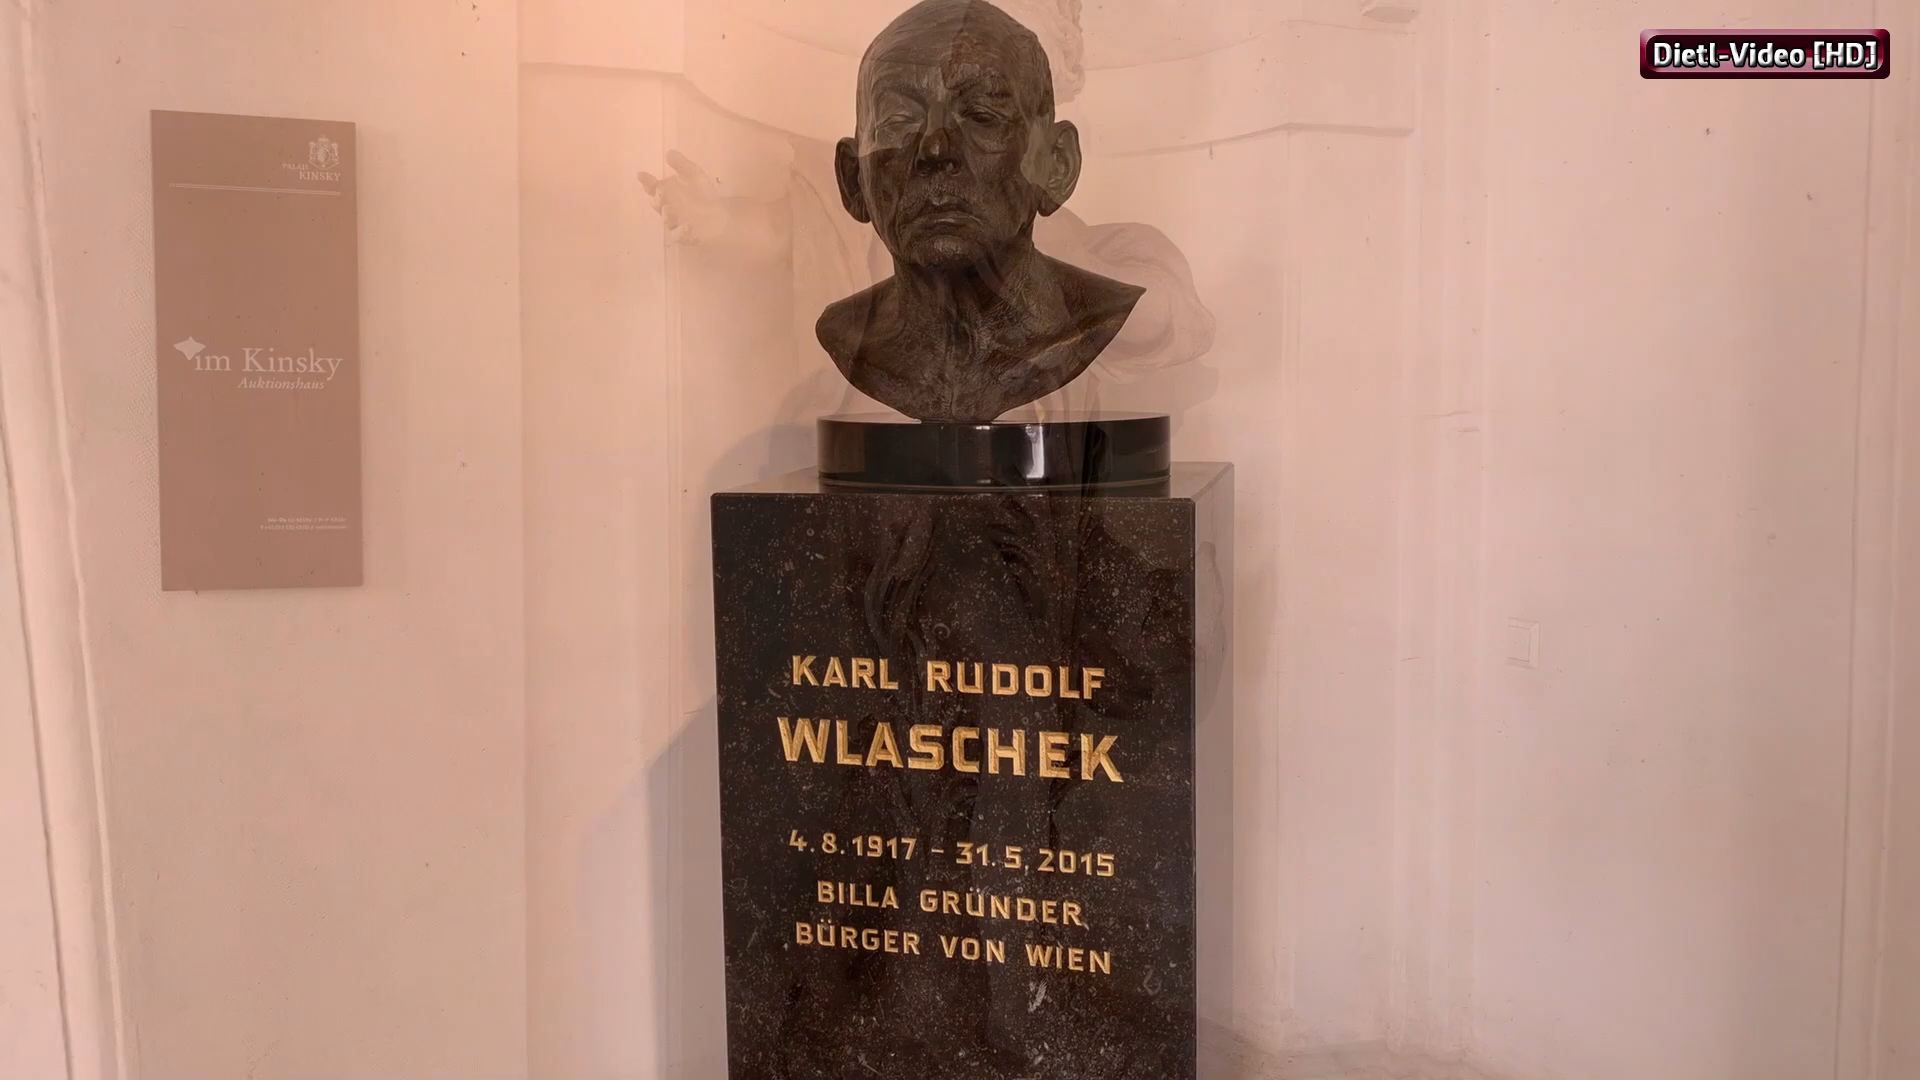 Dietl-Video [HD]
PALAIS
KINSKY
im Kinsky
Auktionshaus
KARL RUDOLF
WLASCHEK
4.8.1917 - 31.5.2015
BILLA GRÜNDER
BÜRGER VON WIEN